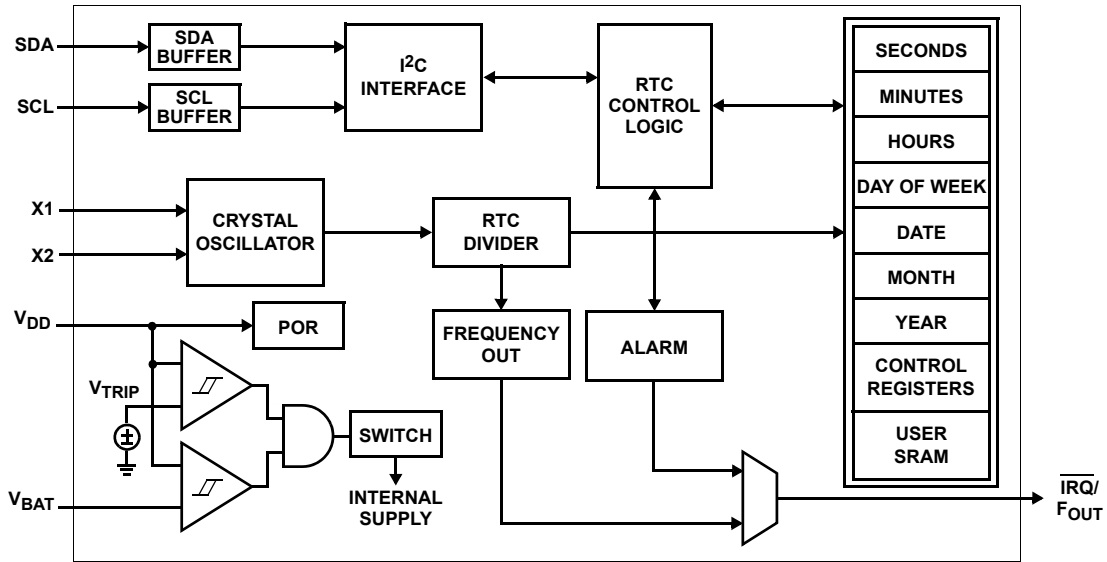 SDA
SDA
BUFFER
SCL
SCL
BUFFER
I²C
INTERFACE
RTC
CONTROL
LOGIC
SECONDS
MINUTES
HOURS
DAY OF WEEK
DATE
MONTH
YEAR
CONTROL
REGISTERS
USER
SRAM
X1
X2
CRYSTAL
OSCILLATOR
RTC
DIVIDER
FREQUENCY
OUT
ALARM
VDD
POR
VTRIP
±
VBAT
SWITCH
INTERNAL
SUPPLY
IRQ/
FOUT